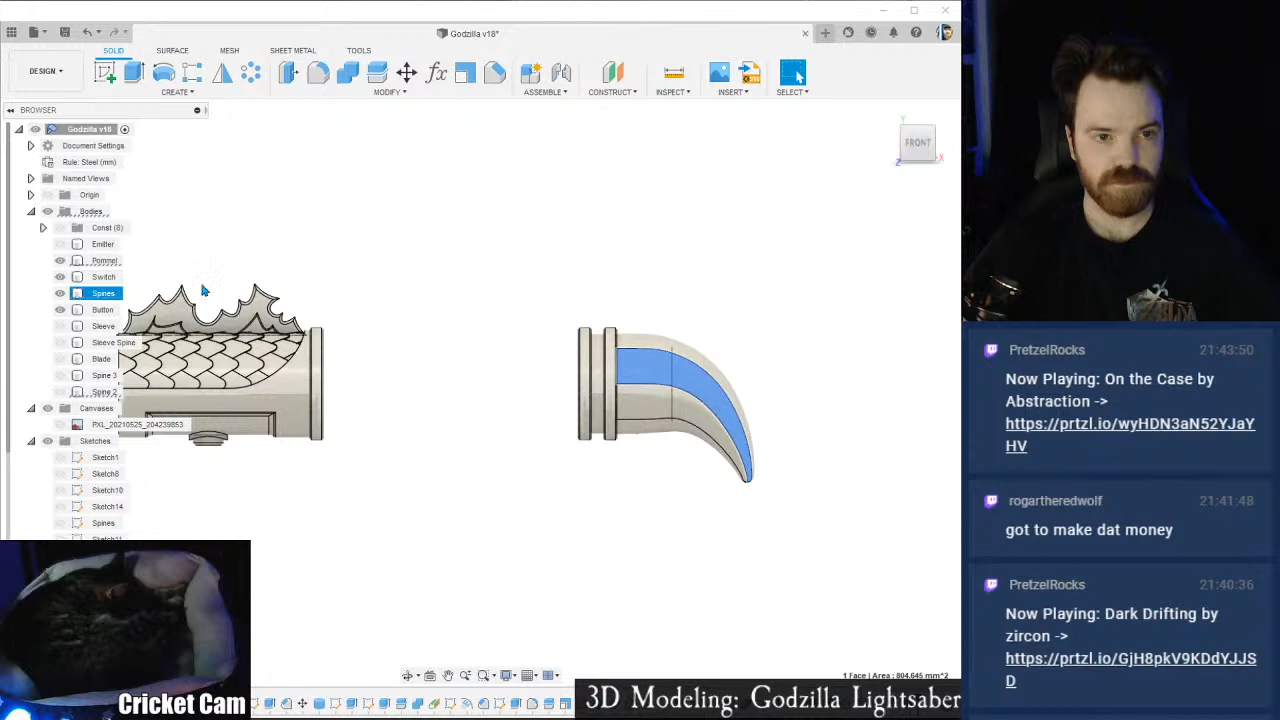 Godzilla v18*
SOLID SURFACE MESH SHEET METAL TOOLS
DESIGN
CREATE MODIFY ASSEMBLE CONSTRUCT INSPECT INSERT SELECT
BROWSER
Godzilla v18
Document Settings
Rule: Steel (mm)
Named Views
Origin
Bodies
Const (8)
Emitter
Pommel
Switch
Spines
Button
Sleeve
Sleeve Spine
Blade
Spine 3
Spine 2
Canvases
PXL_20210525_204239853
Sketches
Sketch1
Sketch8
Sketch10
Sketch14
Spines
FRONT
Y
X
Z
1 Face | Area : 804.645 mm^2
Cricket Cam
3D Modeling: Godzilla Lightsaber
PretzelRocks 21:43:50
Now Playing: On the Case by
Abstraction ->
https://prtzl.io/wyHDN3aN52YJaY
HV
rogartheredwolf 21:41:48
got to make dat money
PretzelRocks 21:40:36
Now Playing: Dark Drifting by
zircon ->
https://prtzl.io/GjH8pkV9KDdYJJS
D